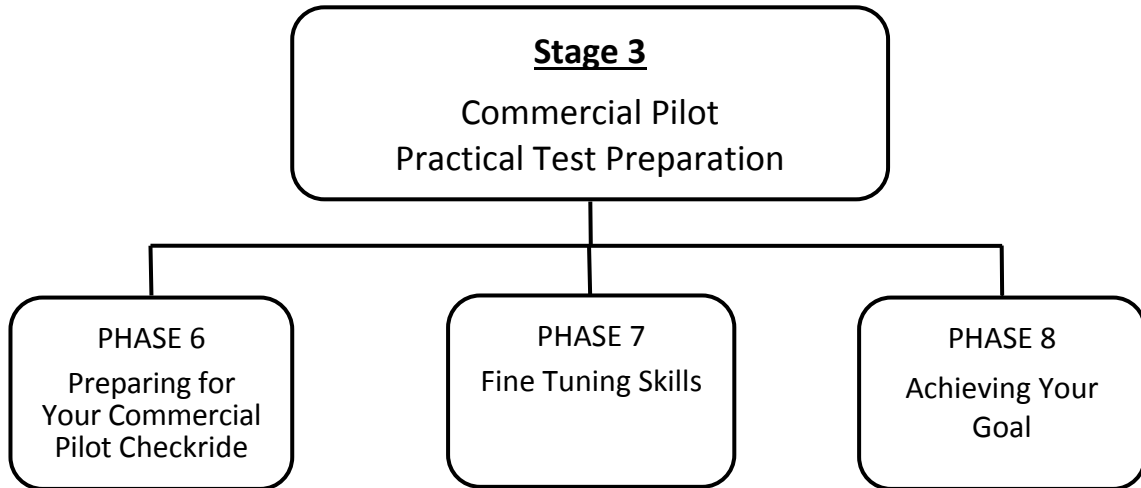 Stage 3
Commercial Pilot
Practical Test Preparation
PHASE 6
Preparing for
Your Commercial
Pilot Checkride
PHASE 7
Fine Tuning Skills
PHASE 8
Achieving Your
Goal